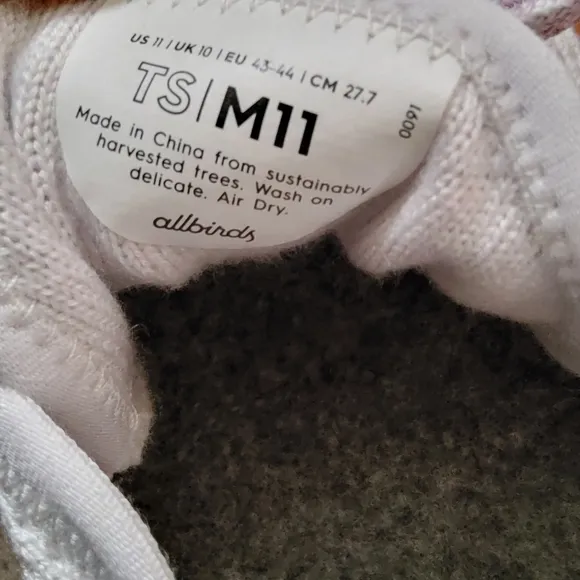 US 11 | UK 10 | EU 43-44 | CM 27.7
TS | M11
0091
Made in China from sustainably
harvested trees. Wash on
delicate. Air Dry.
allbirds